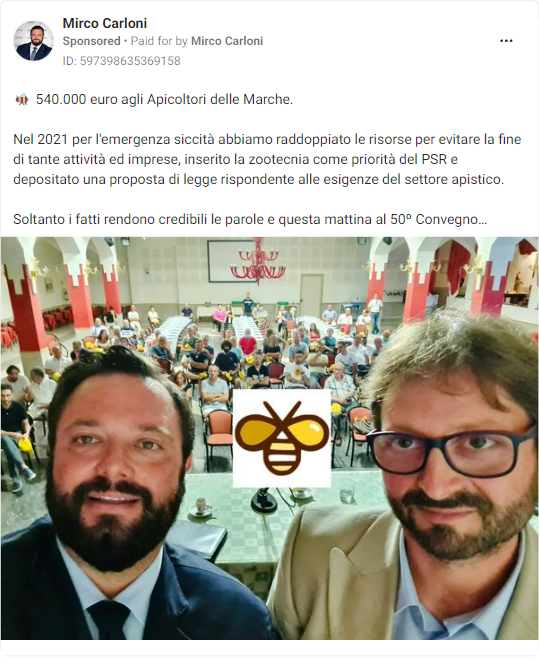 Mirco Carloni
Sponsored • Paid for by Mirco Carloni
ID: 597398635369158
🐝 540.000 euro agli Apicoltori delle Marche.
Nel 2021 per l'emergenza siccità abbiamo raddoppiato le risorse per evitare la fine
di tante attività ed imprese, inserito la zootecnia come priorità del PSR e
depositato una proposta di legge rispondente alle esigenze del settore apistico.
Soltanto i fatti rendono credibili le parole e questa mattina al 50º Convegno...